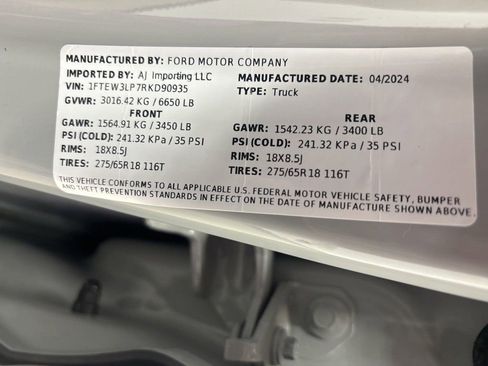 MANUFACTURED BY: FORD MOTOR COMPANY
IMPORTED BY: AJ Importing LLC
MANUFACTURED DATE: 04/2024
VIN: 1FTEW3LP7RKD90935
TYPE: Truck
GVWR: 3016.42 KG / 6650 LB
FRONT
GAWR: 1564.91 KG / 3450 LB
PSI (COLD): 241.32 KPa / 35 PSI
RIMS: 18X8.5J
TIRES: 275/65R18 116T
REAR
GAWR: 1542.23 KG / 3400 LB
PSI (COLD): 241.32 KPa / 35 PSI
RIMS: 18X8.5J
TIRES: 275/65R18 116T
THIS VEHICLE CONFORMS TO ALL APPLICABLE U.S. FEDERAL MOTOR VEHICLE SAFETY, BUMPER
AND THEFT PREVENTION STANDARDS IN EFFECT ON THE DATE OF MANUFACTURE SHOWN ABOVE.